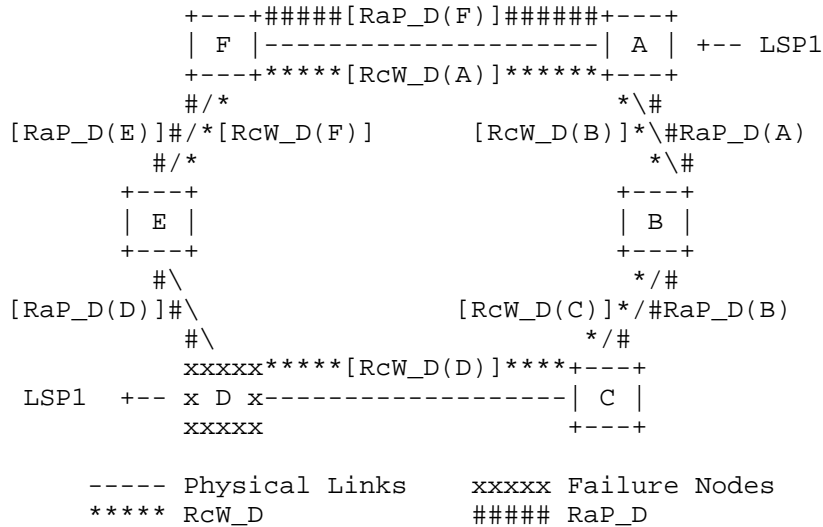 +---+#####[RaP_D(F)]######+---+
| F |---------------------| A | +-- LSP1
+---+*****[RcW_D(A)]******+---+
#/* *\#
[RaP_D(E)]#/*[RcW_D(F)] [RcW_D(B)]*\#RaP_D(A)
#/* *\#
+---+ +---+
| E | | B |
+---+ +---+
#\ */#
[RaP_D(D)]#\ [RcW_D(C)]*/#RaP_D(B)
#\ */#
xxxxx*****[RcW_D(D)]****+---+
LSP1 +-- x D x-------------------| C |
xxxxx +---+
----- Physical Links xxxxx Failure Nodes
***** RcW_D ##### RaP_D